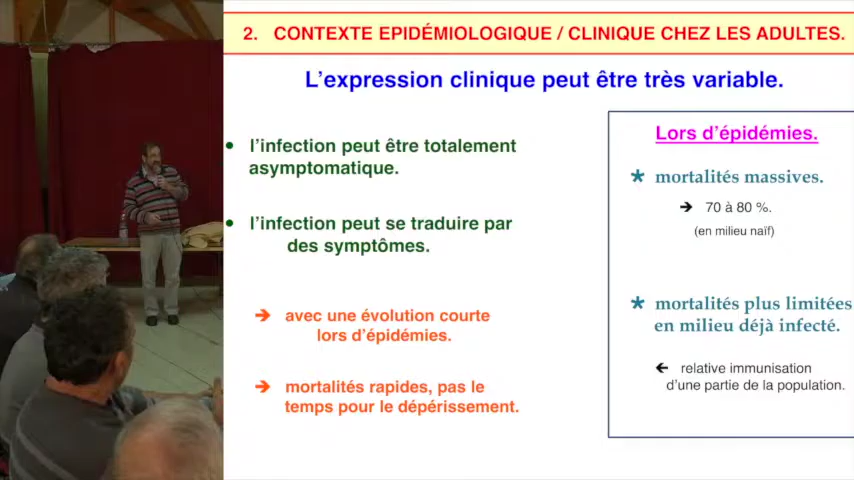 2. CONTEXTE EPIDÉMIOLOGIQUE / CLINIQUE CHEZ LES ADULTES.
L'expression clinique peut être très variable.
• l'infection peut être totalement
asymptomatique.
• l'infection peut se traduire par
des symptômes.
➔ avec une évolution courte
lors d'épidémies.
➔ mortalités rapides, pas le
temps pour le dépérissement.
Lors d'épidémies.
* mortalités massives.
➔ 70 à 80 %.
(en milieu naïf)
* mortalités plus limitées
en milieu déjà infecté.
← relative immunisation
d'une partie de la population.